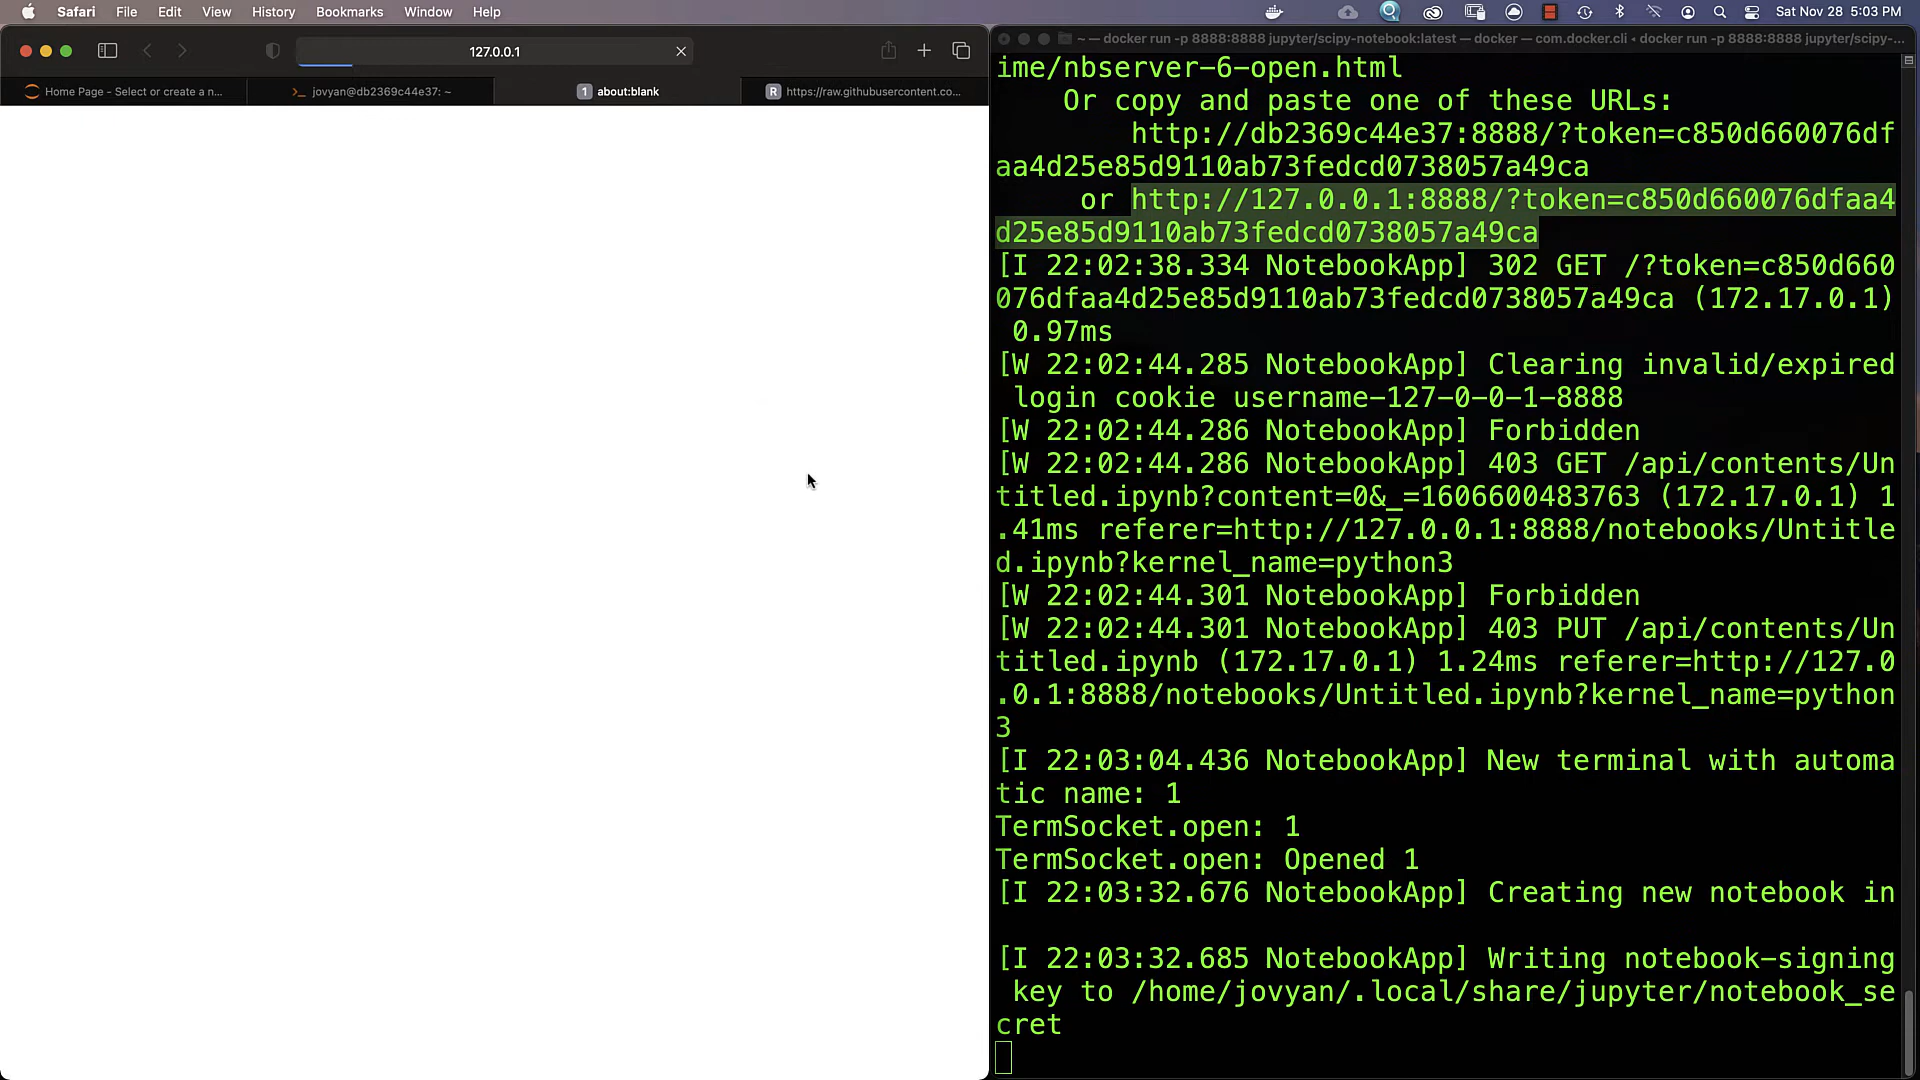 Safari File Edit View History Bookmarks Window Help Sat Nov 28 5:03 PM
127.0.0.1
Home Page - Select or create a n...
jovyan@db2369c44e37: ~
1 about:blank
R https://raw.githubusercontent.co...
~ — docker run -p 8888:8888 jupyter/scipy-notebook:latest — docker — com.docker.cli ◂ docker run -p 8888:8888 jupyter/scipy-...
ime/nbserver-6-open.html
Or copy and paste one of these URLs:
http://db2369c44e37:8888/?token=c850d660076df
aa4d25e85d9110ab73fedcd0738057a49ca
or http://127.0.0.1:8888/?token=c850d660076dfaa4
d25e85d9110ab73fedcd0738057a49ca
[I 22:02:38.334 NotebookApp] 302 GET /?token=c850d660
076dfaa4d25e85d9110ab73fedcd0738057a49ca (172.17.0.1)
0.97ms
[W 22:02:44.285 NotebookApp] Clearing invalid/expired
login cookie username-127-0-0-1-8888
[W 22:02:44.286 NotebookApp] Forbidden
[W 22:02:44.286 NotebookApp] 403 GET /api/contents/Un
titled.ipynb?content=0&_=1606600483763 (172.17.0.1) 1
.41ms referer=http://127.0.0.1:8888/notebooks/Untitle
d.ipynb?kernel_name=python3
[W 22:02:44.301 NotebookApp] Forbidden
[W 22:02:44.301 NotebookApp] 403 PUT /api/contents/Un
titled.ipynb (172.17.0.1) 1.24ms referer=http://127.0
.0.1:8888/notebooks/Untitled.ipynb?kernel_name=python
3
[I 22:03:04.436 NotebookApp] New terminal with automa
tic name: 1
TermSocket.open: 1
TermSocket.open: Opened 1
[I 22:03:32.676 NotebookApp] Creating new notebook in
[I 22:03:32.685 NotebookApp] Writing notebook-signing
key to /home/jovyan/.local/share/jupyter/notebook_se
cret